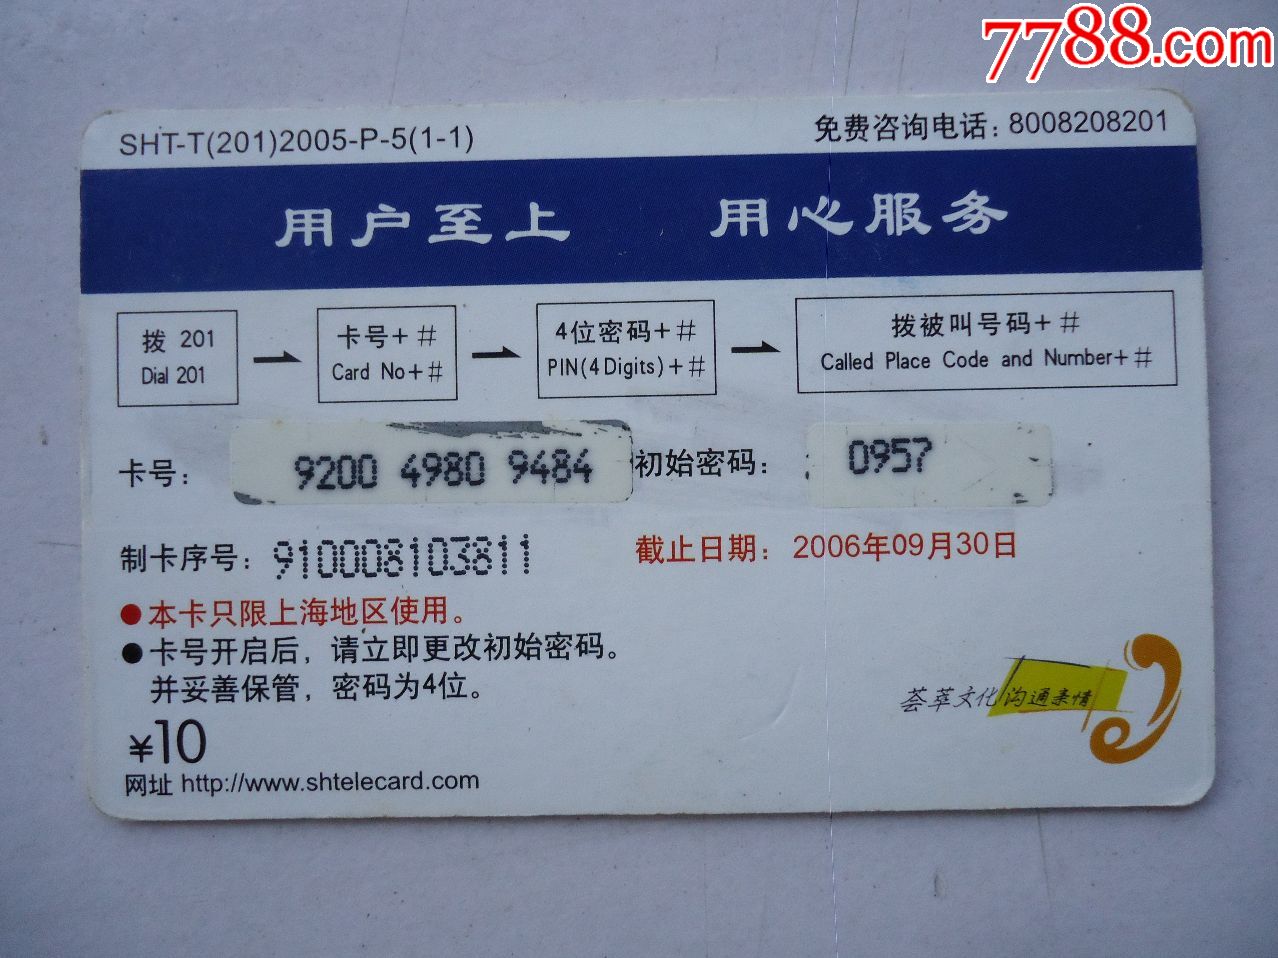 7788.com
SHT-T(201)2005-P-5(1-1)
免费咨询电话: 8008208201
用户至上 用心服务
拨 201
Dial 201
卡号+#
Card No+#
4位密码+#
PIN(4Digits)+#
拨被叫号码+#
Called Place Code and Number+#
卡号: 9200 4980 9484 初始密码: 0957
制卡序号: 910008103811
截止日期: 2006年09月30日
●本卡只限上海地区使用。
●卡号开启后，请立即更改初始密码。
并妥善保管，密码为4位。
荟萃文化 沟通亲情
¥10
网址 http://www.shtelecard.com